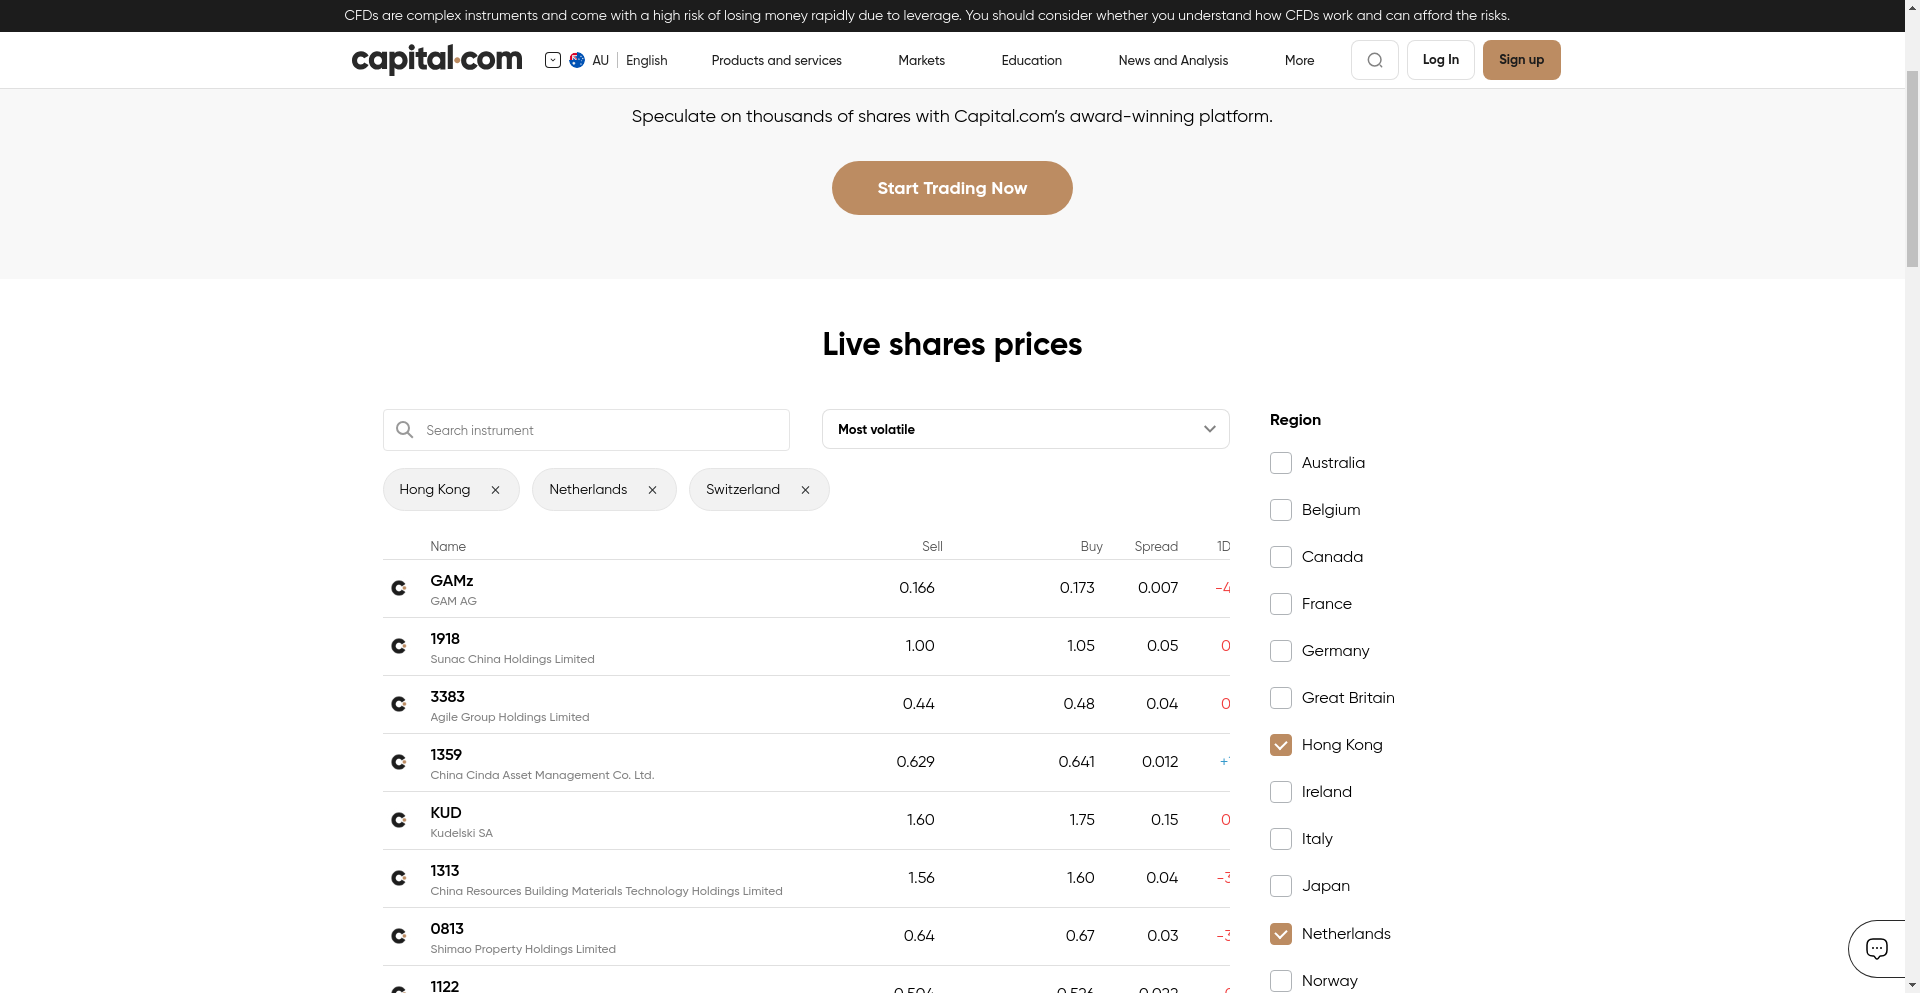 CFDs are complex instruments and come with a high risk of losing money rapidly due to leverage. You should consider whether you understand how CFDs work and can afford the risks.
capital.com AU English Products and services Markets Education News and Analysis More Log In Sign up
Speculate on thousands of shares with Capital.com’s award-winning platform.
Start Trading Now
Live shares prices
Search instrument
Most volatile
Hong Kong Netherlands Switzerland
Name Sell Buy Spread 1D
GAMz
GAM AG
0.166 0.173 0.007 -4
1918
Sunac China Holdings Limited
1.00 1.05 0.05 0
3383
Agile Group Holdings Limited
0.44 0.48 0.04 0
1359
China Cinda Asset Management Co. Ltd.
0.629 0.641 0.012 +
KUD
Kudelski SA
1.60 1.75 0.15 0
1313
China Resources Building Materials Technology Holdings Limited
1.56 1.60 0.04 -3
0813
Shimao Property Holdings Limited
0.64 0.67 0.03 -3
1122
0.504 0.526 0.022
Region
Australia
Belgium
Canada
France
Germany
Great Britain
Hong Kong
Ireland
Italy
Japan
Netherlands
Norway